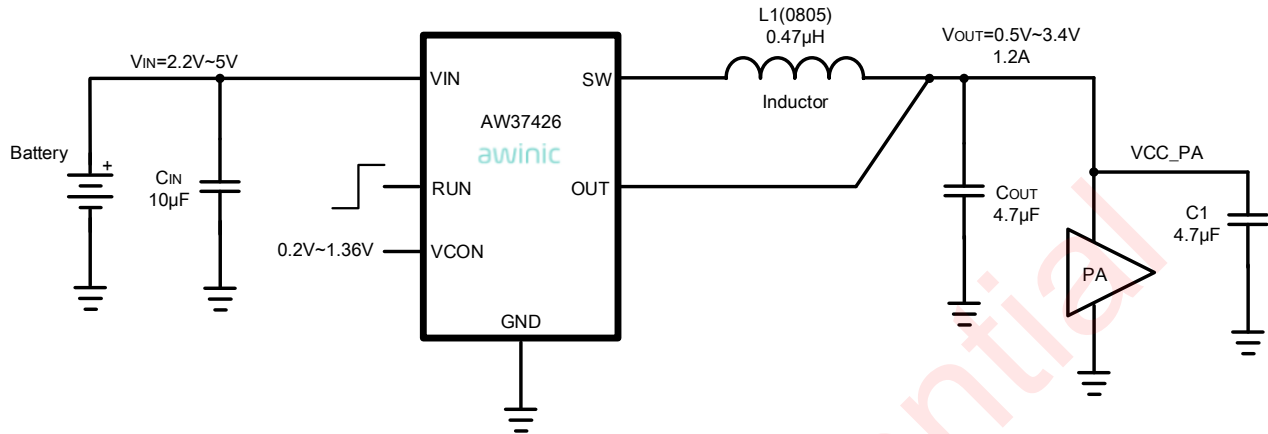 L1(0805)
0.47µH
Inductor
VIN=2.2V~5V
VOUT=0.5V~3.4V
1.2A
VIN
SW
AW37426
awinic
Battery
+
CIN
10µF
RUN
OUT
0.2V~1.36V
VCON
GND
COUT
4.7µF
VCC_PA
C1
4.7µF
PA
ntial